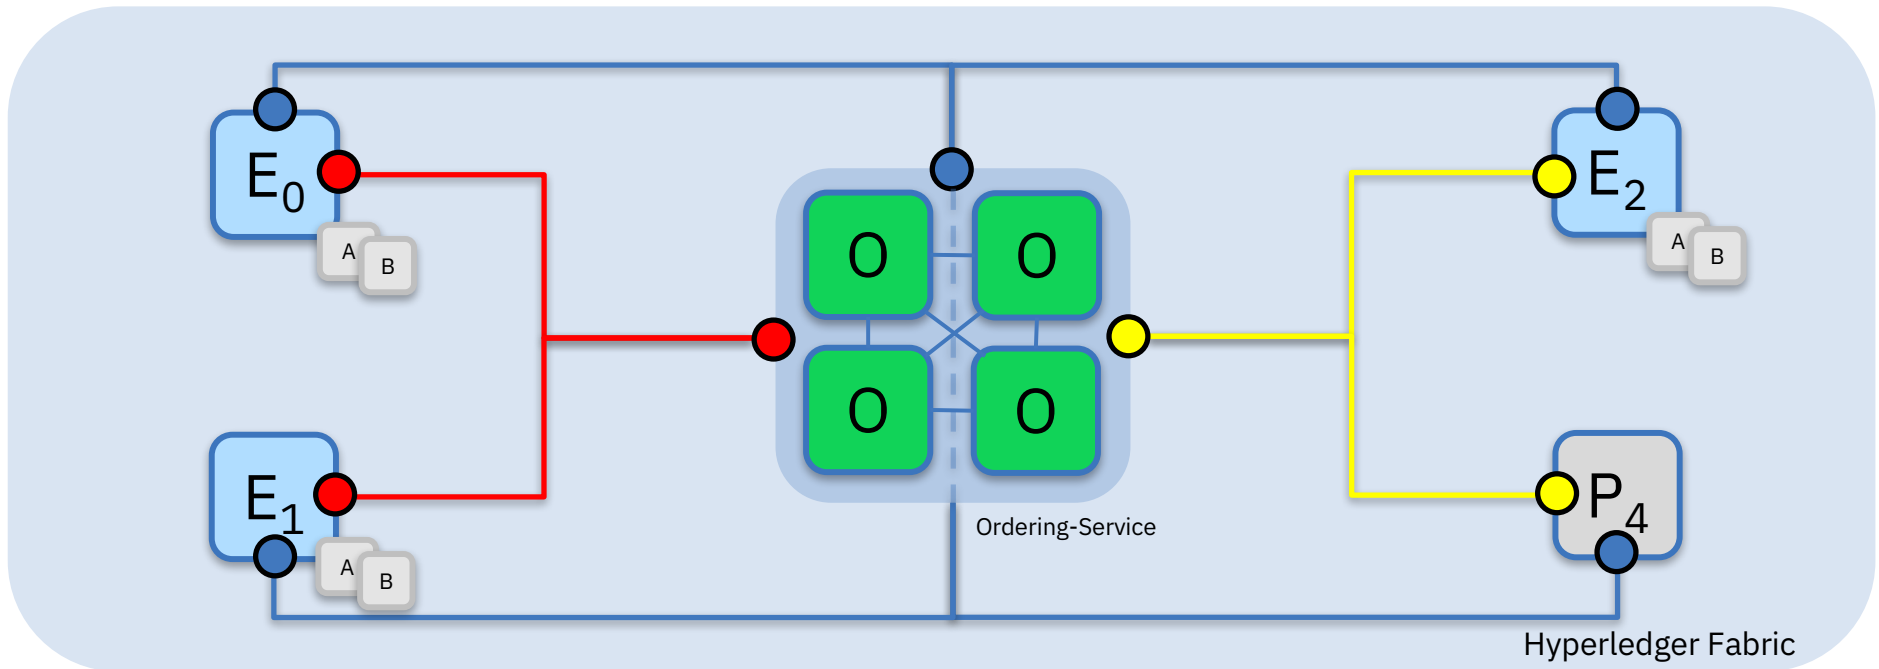 E0
A
B
E1
A
B
O
O
O
O
Ordering-Service
E2
A
B
P4
Hyperledger Fabric